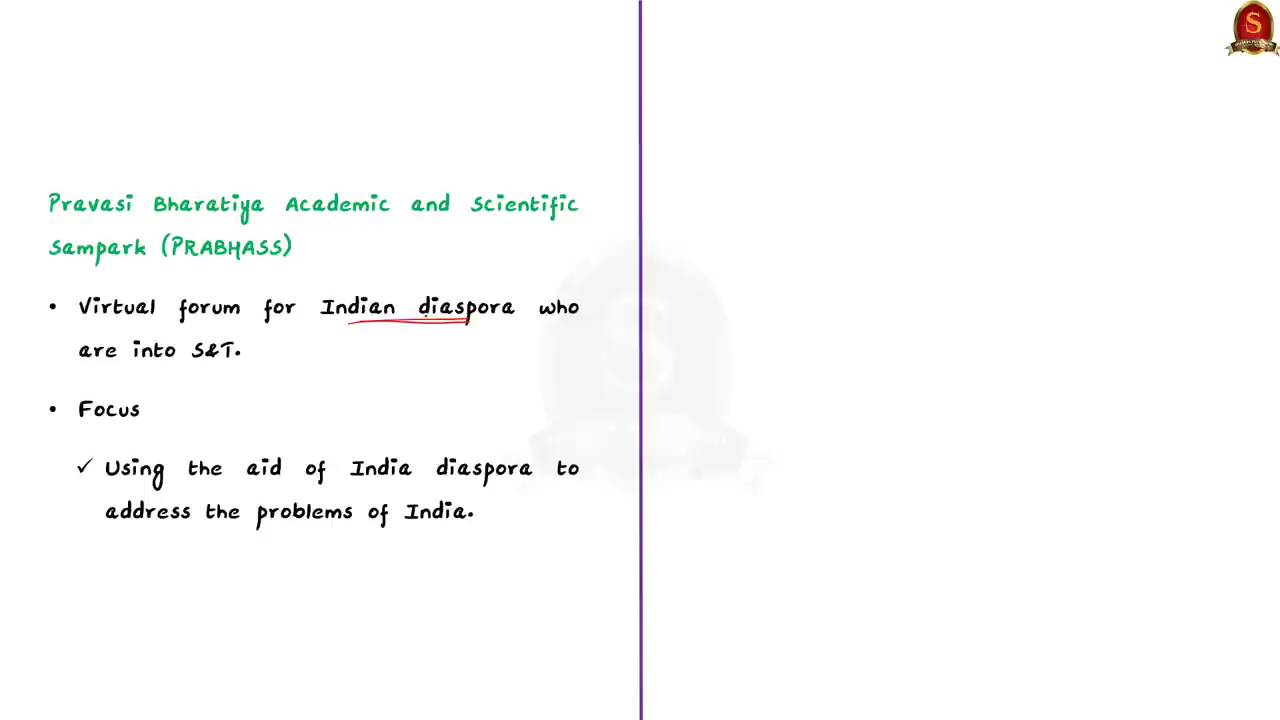 Pravasi Bharatiya Academic and Scientific
Sampark (PRABHASS)
• Virtual forum for Indian diaspora who
are into S&T.
• Focus
✓ Using the aid of India diaspora to
address the problems of India.
S